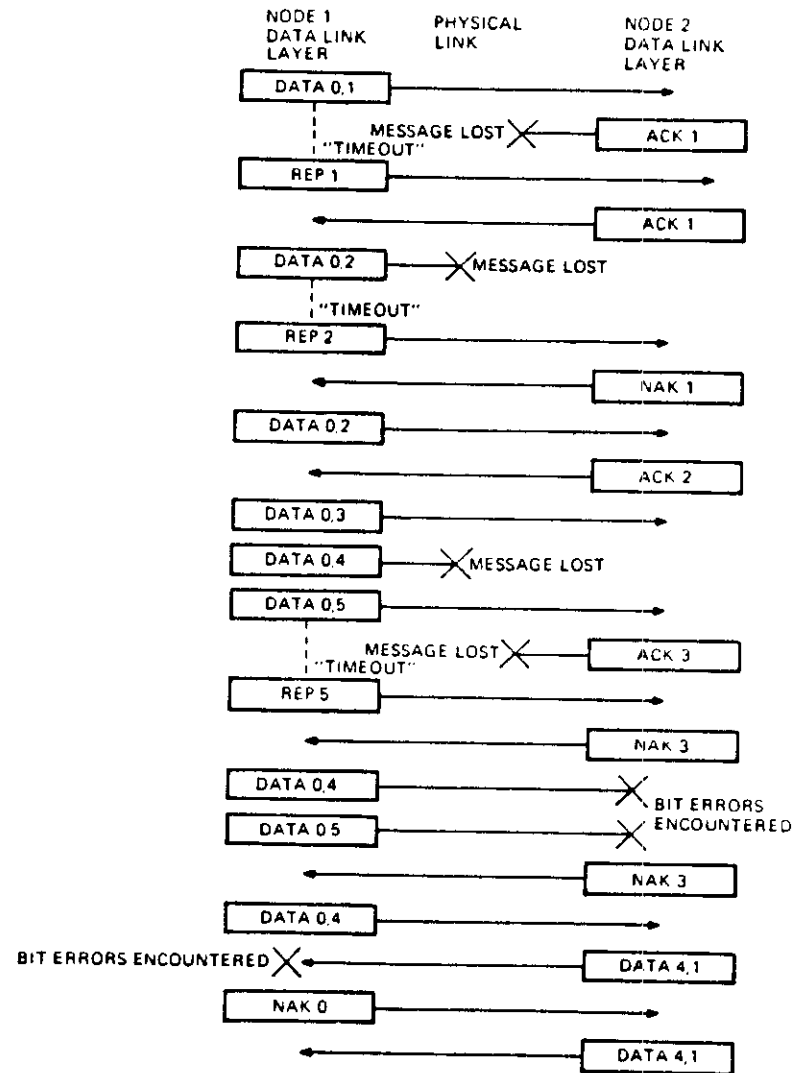 NODE 1
DATA LINK
LAYER
PHYSICAL
LINK
NODE 2
DATA LINK
LAYER
DATA 0,1
MESSAGE LOST
ACK 1
"TIMEOUT"
REP 1
ACK 1
DATA 0,2
MESSAGE LOST
"TIMEOUT"
REP 2
NAK 1
DATA 0,2
ACK 2
DATA 0,3
DATA 0,4
MESSAGE LOST
DATA 0,5
MESSAGE LOST
ACK 3
"TIMEOUT"
REP 5
NAK 3
DATA 0,4
BIT ERRORS
ENCOUNTERED
DATA 0 5
NAK 3
DATA 0,4
BIT ERRORS ENCOUNTERED
DATA 4,1
NAK 0
DATA 4,1